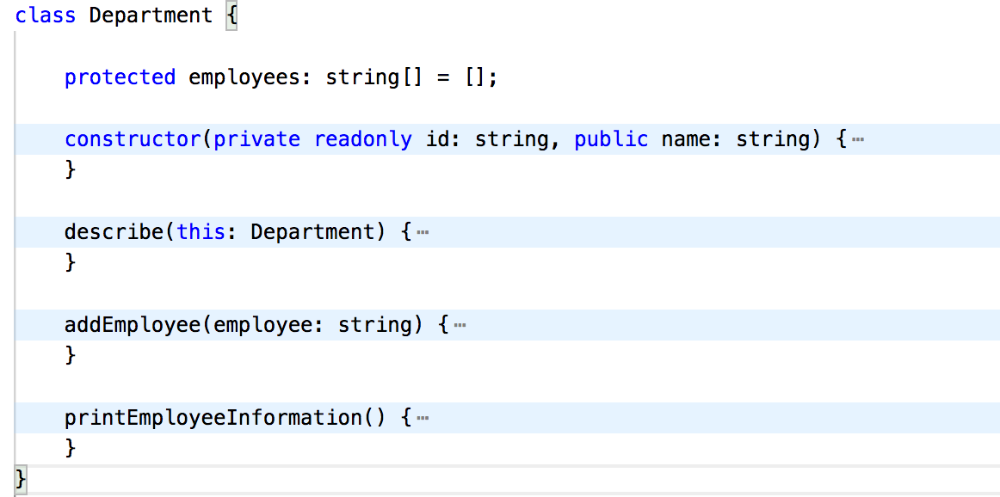 class Department {
protected employees: string[] = [];
constructor(private readonly id: string, public name: string) {⋯
}
describe(this: Department) {⋯
}
addEmployee(employee: string) {⋯
}
printEmployeeInformation() {⋯
}
}